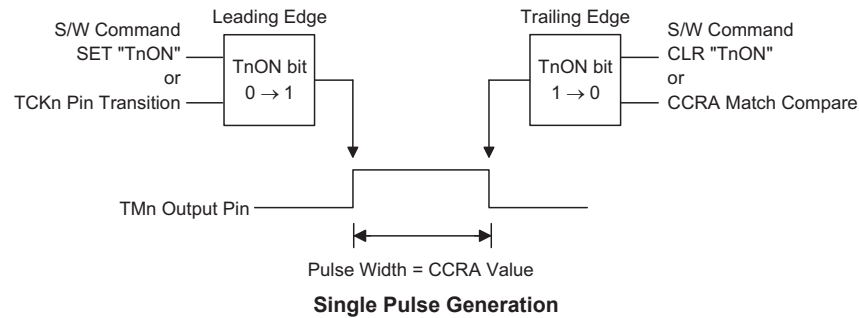 Leading Edge
S/W Command
SET "TnON"
or
TCKn Pin Transition
TnON bit
0 → 1
Trailing Edge
TnON bit
1 → 0
S/W Command
CLR "TnON"
or
CCRA Match Compare
TMn Output Pin
Pulse Width = CCRA Value
Single Pulse Generation